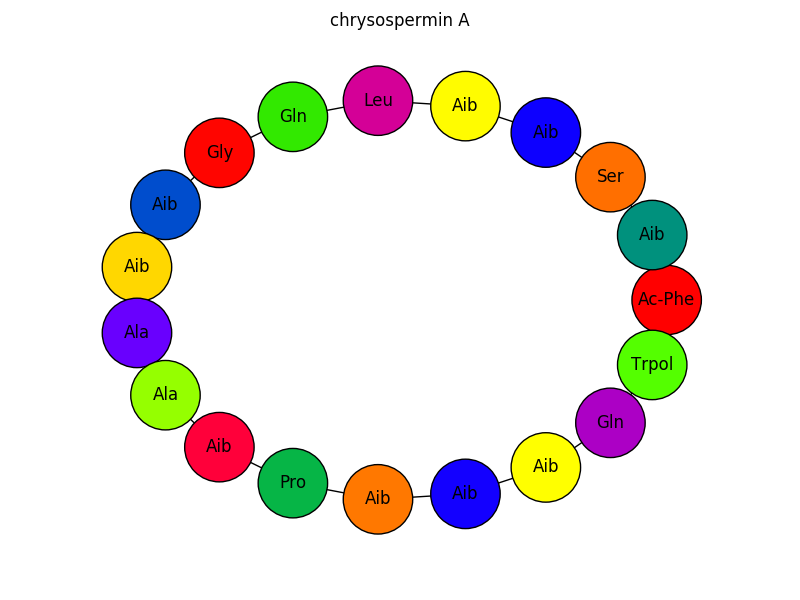 chrysospermin A
Ac-Phe
Aib
Ser
Aib
Aib
Leu
Gln
Gly
Aib
Aib
Ala
Ala
Aib
Pro
Aib
Aib
Aib
Gln
Trpol